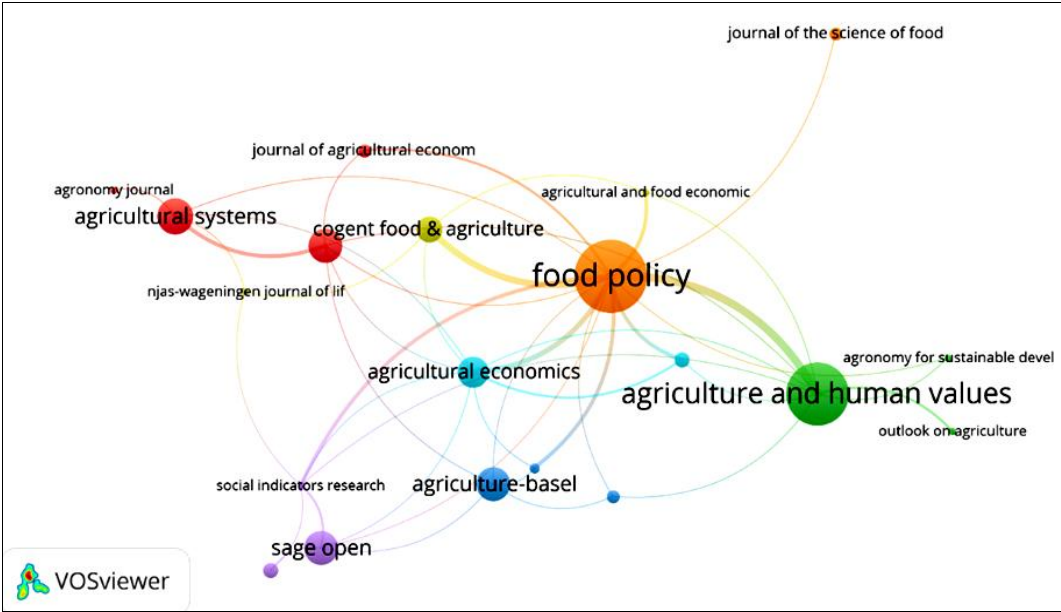 journal of the science of food
journal of agricultural econom
agronomy journal
agricultural and food economic
agricultural systems
cogent food & agriculture
food policy
njas-wageningen journal of lif
agronomy for sustainable devel
agricultural economics
agriculture and human values
outlook on agriculture
social indicators research
agriculture-basel
sage open
VOSviewer